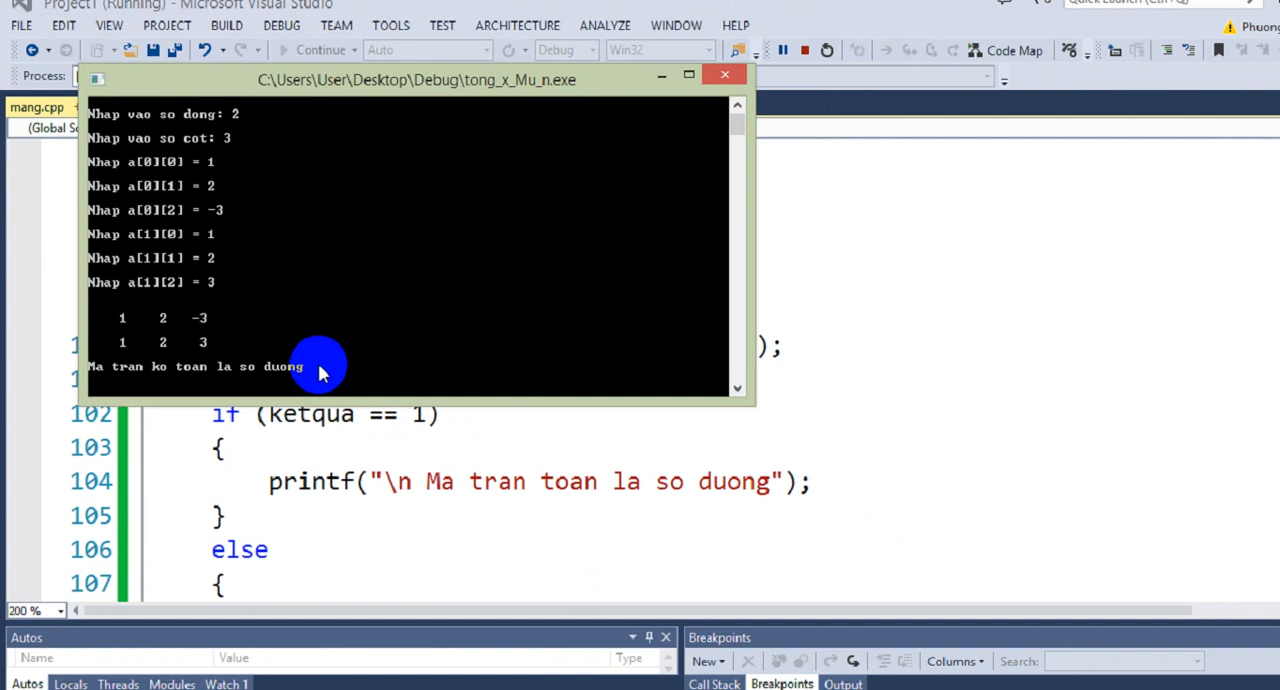 Project1 (Running) - Microsoft Visual Studio
FILE EDIT VIEW PROJECT BUILD DEBUG TEAM TOOLS TEST ARCHITECTURE ANALYZE WINDOW HELP
Phuong
Continue Auto Debug Win32 Code Map
Process:
C:\Users\User\Desktop\Debug\tong_x_Mu_n.exe
mang.cpp
(Global Sc
Nhap vao so dong: 2
Nhap vao so cot: 3
Nhap a[0][0] = 1
Nhap a[0][1] = 2
Nhap a[0][2] = -3
Nhap a[1][0] = 1
Nhap a[1][1] = 2
Nhap a[1][2] = 3
1 2 -3
1 2 3
Ma tran ko toan la so duong
);
102 if (ketqua == 1)
103 {
104 printf("\n Ma tran toan la so duong");
105 }
106 else
107 {
200 %
Autos
Name Value Type
Autos Locals Threads Modules Watch 1
Breakpoints
New Columns Search:
Call Stack Breakpoints Output